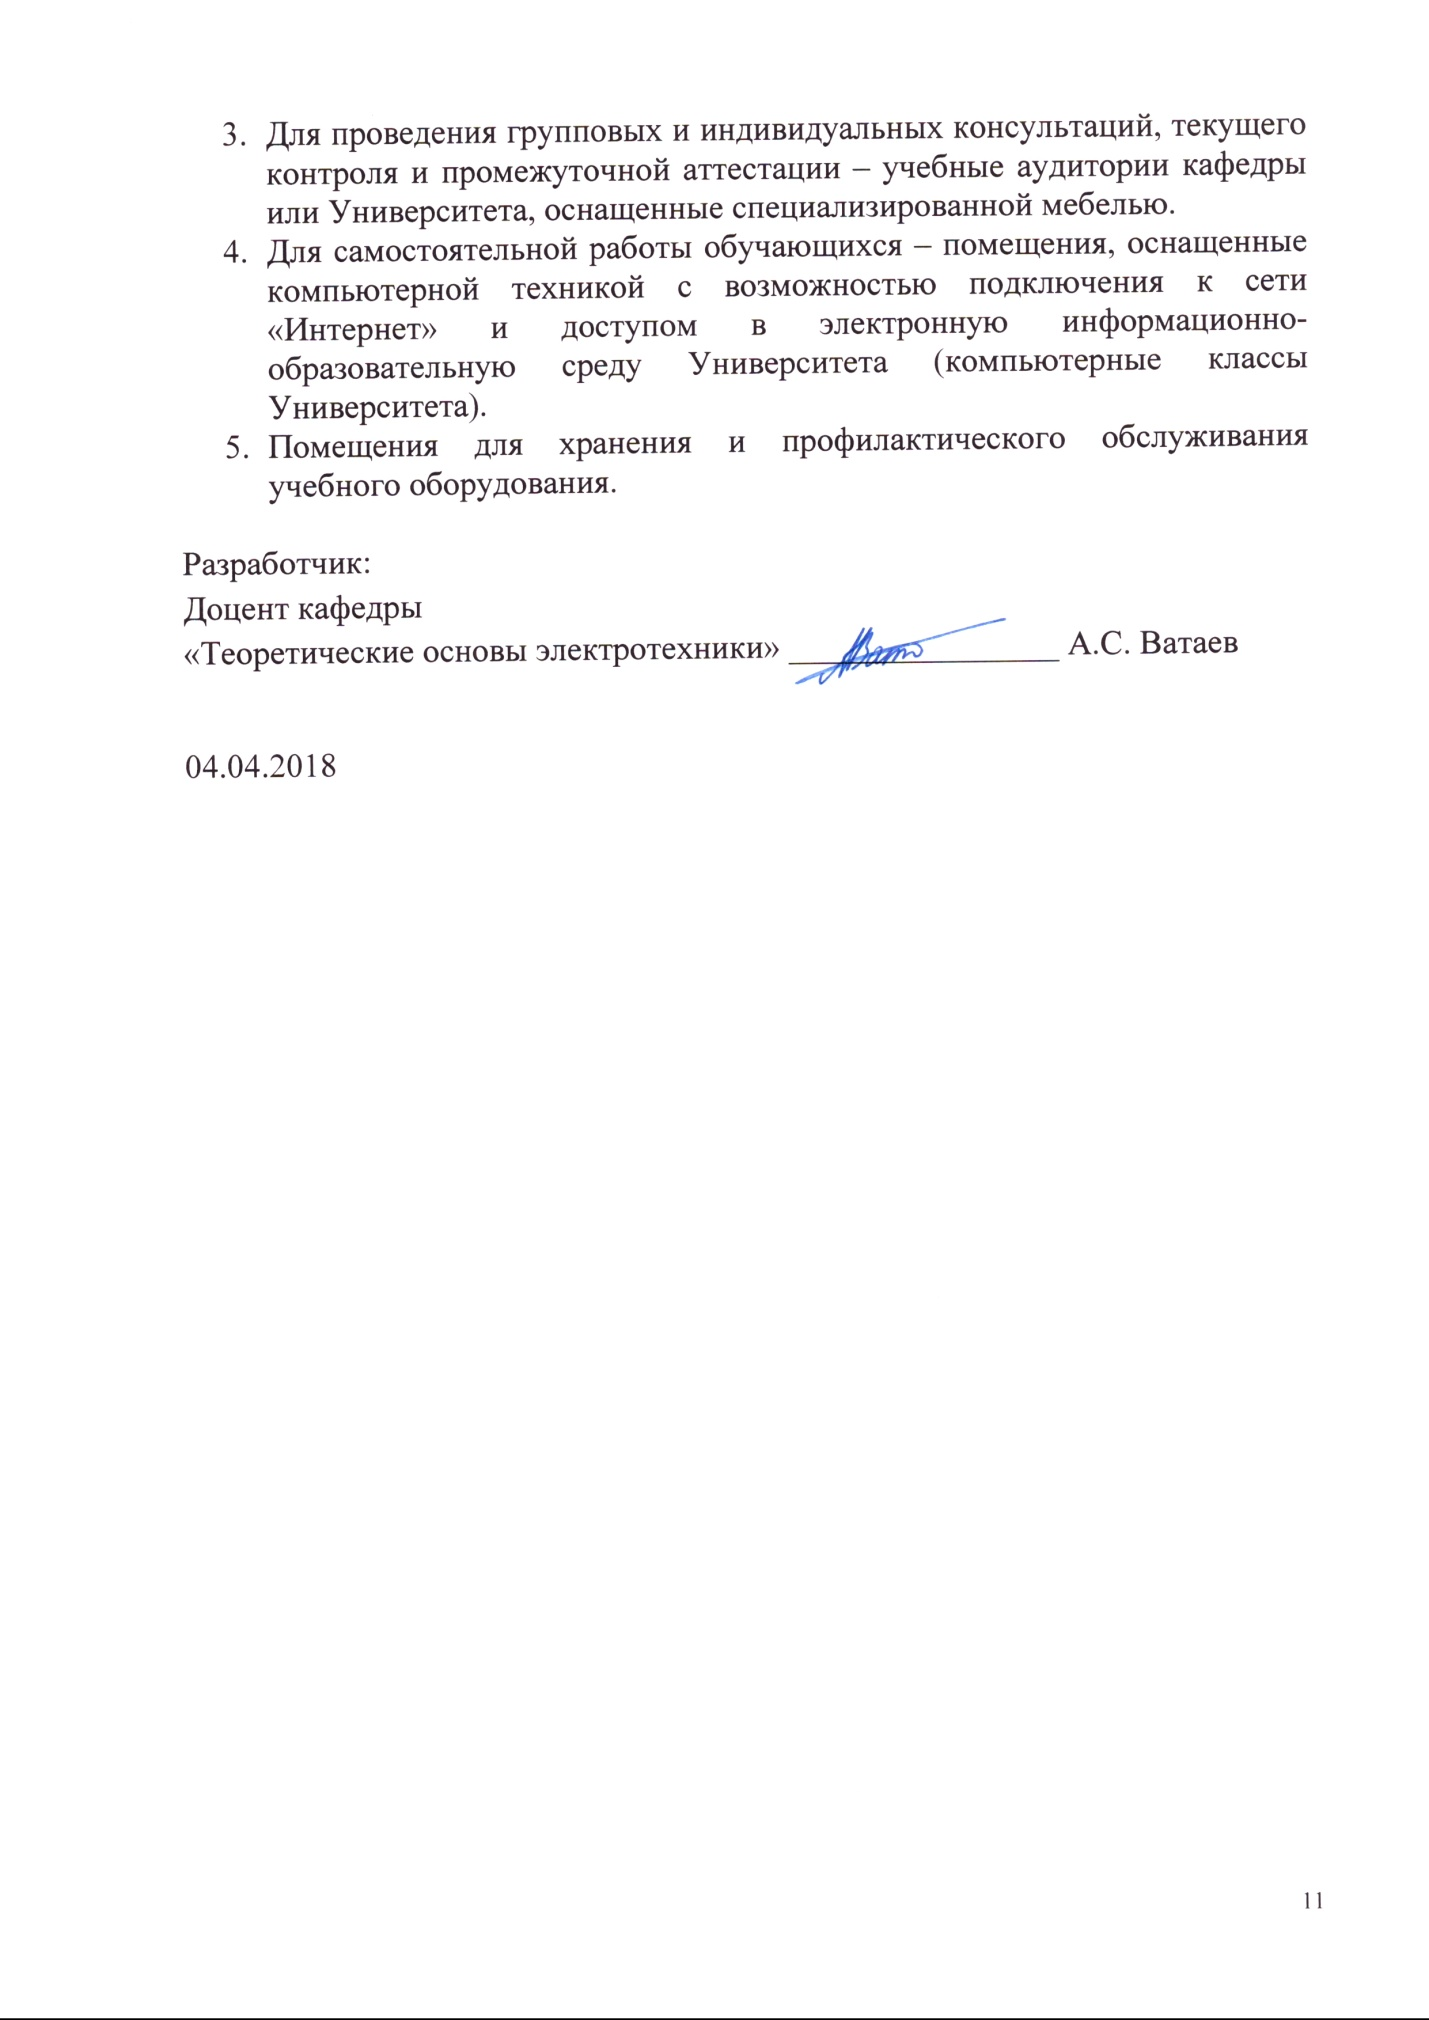 3. Для проведения групповых и индивидуальных консультаций, текущего
контроля и промежуточной аттестации – учебные аудитории кафедры
или Университета, оснащенные специализированной мебелью.
4. Для самостоятельной работы обучающихся – помещения, оснащенные
компьютерной техникой с возможностью подключения к сети
«Интернет» и доступом в электронную информационно-
образовательную среду Университета (компьютерные классы
Университета).
5. Помещения для хранения и профилактического обслуживания
учебного оборудования.
Разработчик:
Доцент кафедры
«Теоретические основы электротехники» ________________ А.С. Ватаев
04.04.2018
11